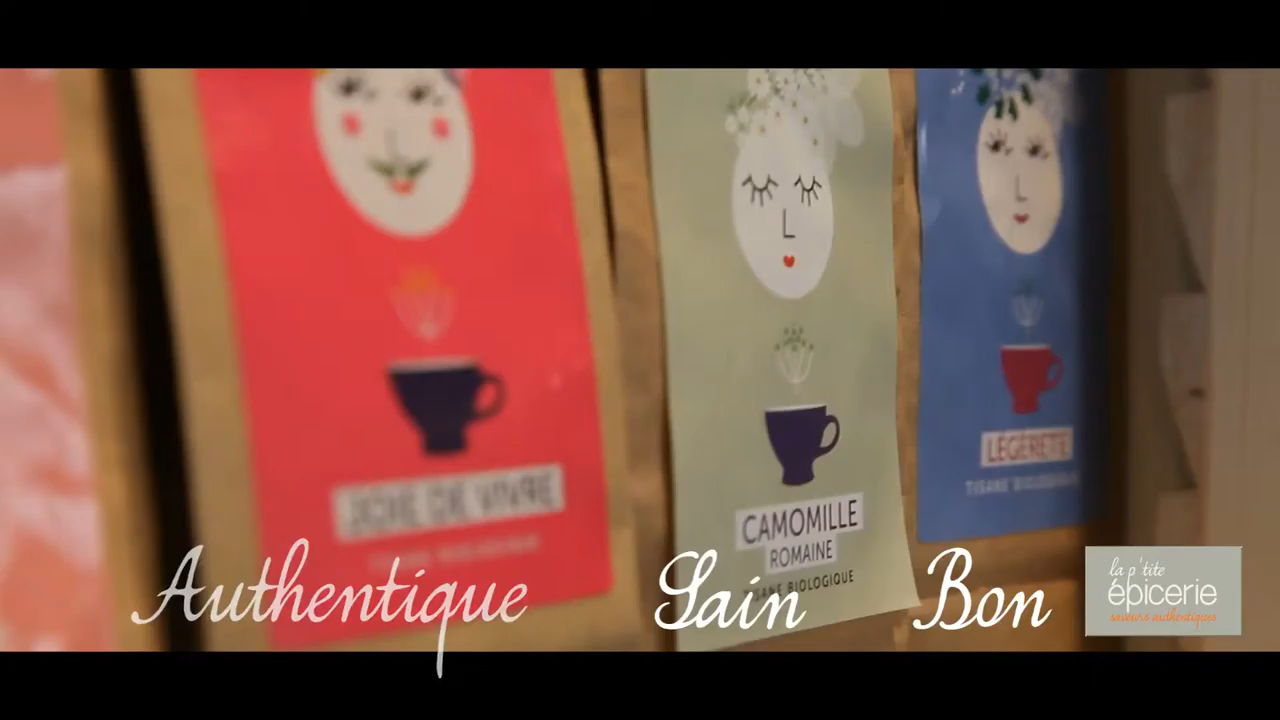 JOIE DE VIVRE
CAMOMILLE
ROMAINE
TISANE BIOLOGIQUE
LÉGÈRETÉ
TISANE BIOLOGIQUE
Authentique Sain Bon
la p'tite
épicerie
saveurs authentiques